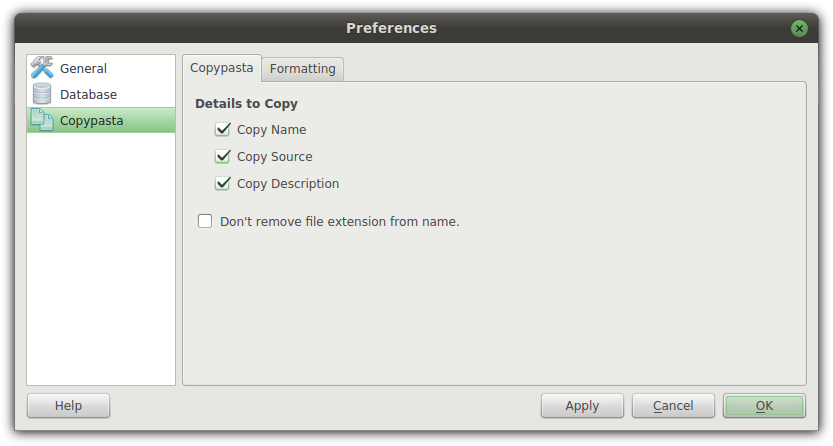 Preferences
General
Database
Copypasta
Copypasta Formatting
Details to Copy
Copy Name
Copy Source
Copy Description
Don't remove file extension from name.
Help Apply Cancel OK